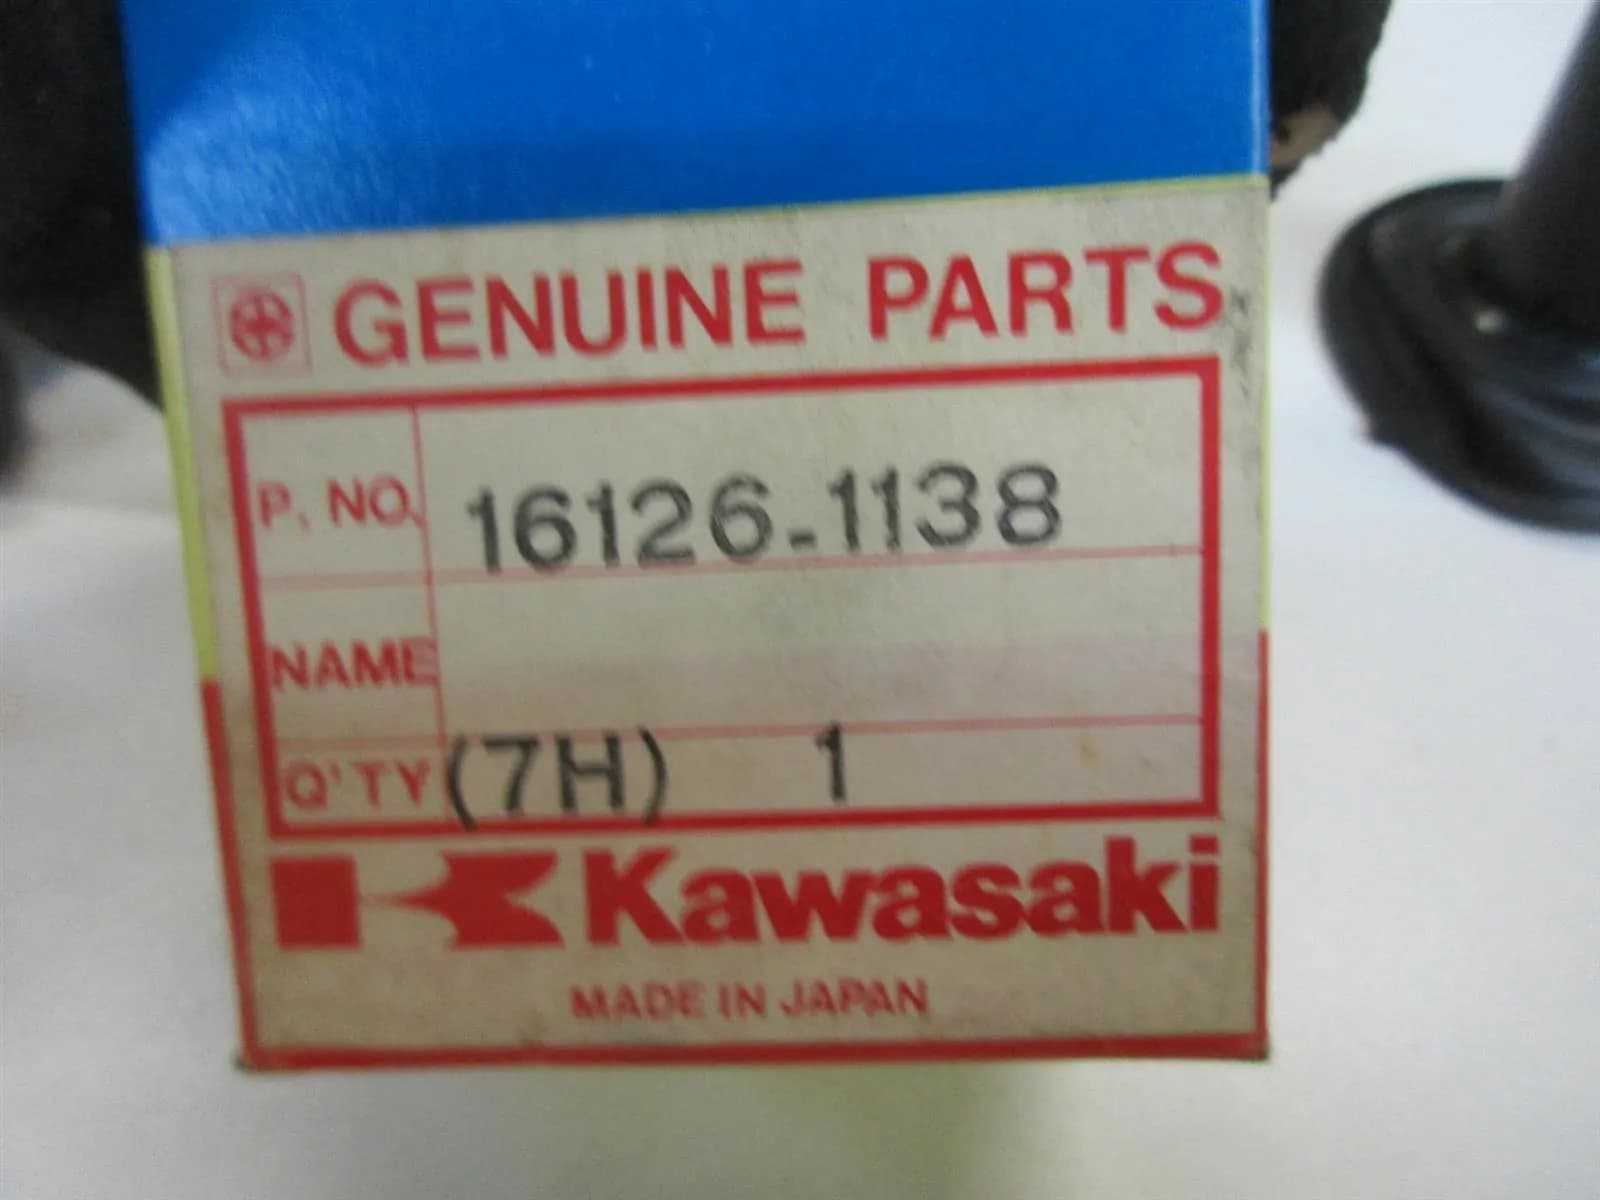 GENUINE PARTS
P. NO. 16126-1138
NAME
Q'TY (7H) 1
Kawasaki
MADE IN JAPAN